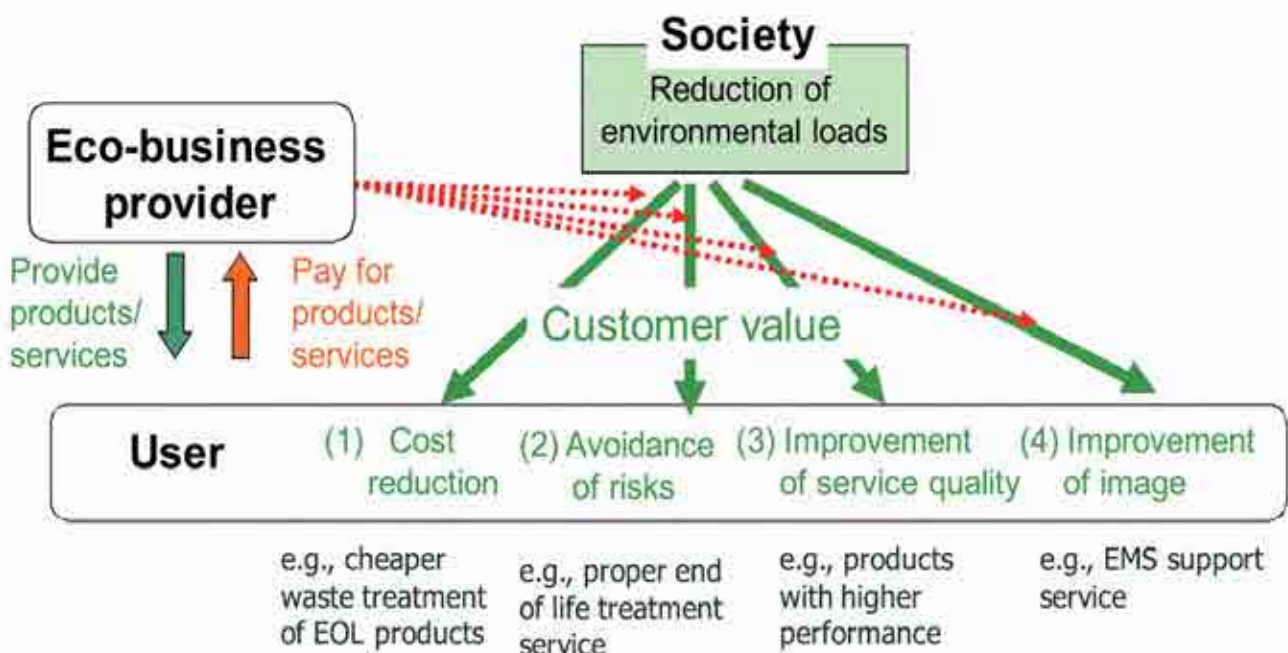 Society
Reduction of
environmental loads
Eco-business
provider
Provide
products/
services
Pay for
products/
services
Customer value
User
(1) Cost
reduction
(2) Avoidance
of risks
(3) Improvement
of service quality
(4) Improvement
of image
e.g., cheaper
waste treatment
of EOL products
e.g., proper end
of life treatment
service
e.g., products
with higher
performance
e.g., EMS support
service